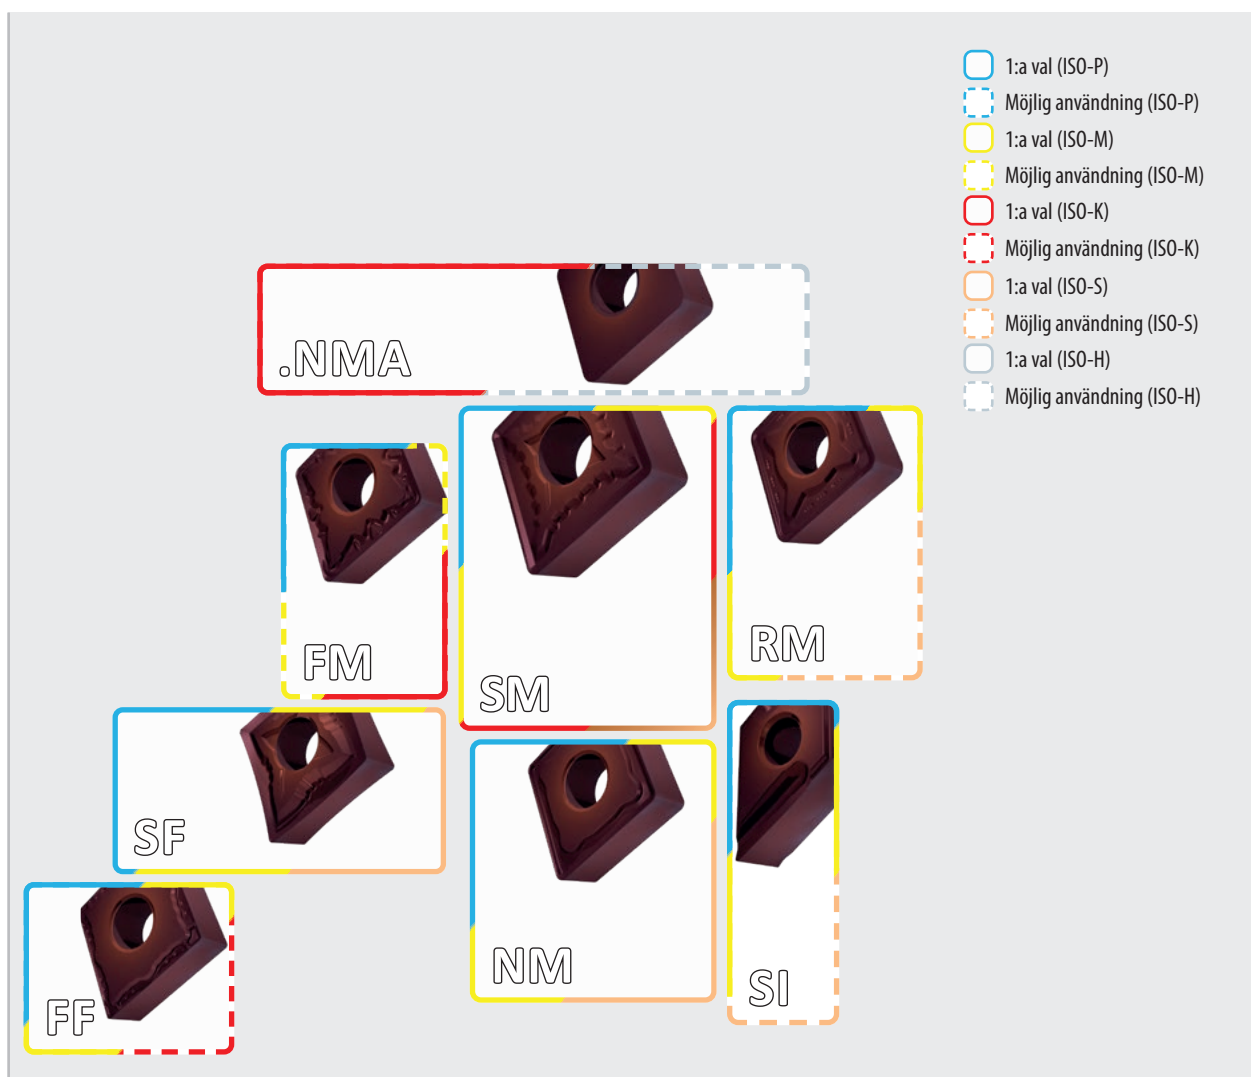 1:a val (ISO-P)
Möjlig användning (ISO-P)
1:a val (ISO-M)
Möjlig användning (ISO-M)
1:a val (ISO-K)
Möjlig användning (ISO-K)
1:a val (ISO-S)
Möjlig användning (ISO-S)
1:a val (ISO-H)
Möjlig användning (ISO-H)
.NMA
FM
SM
RM
SF
NM
SI
FF